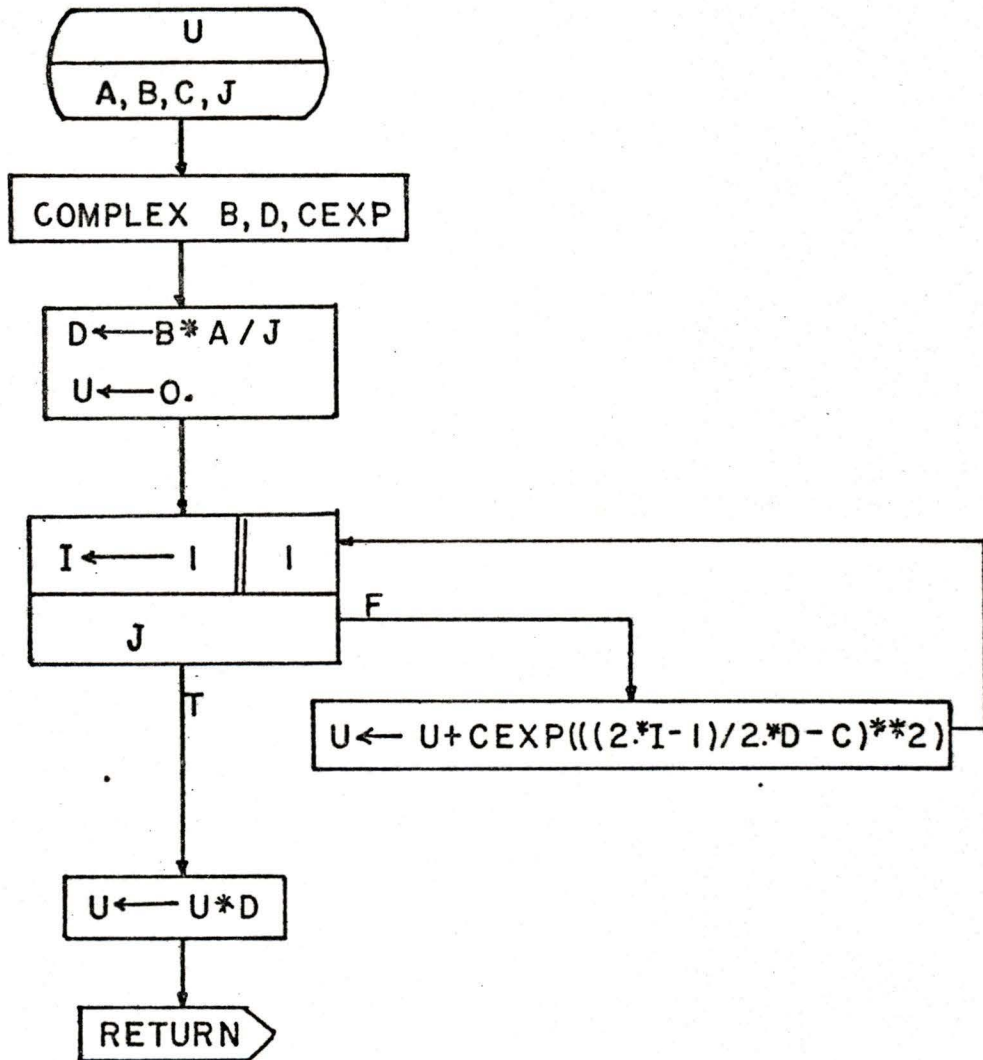 U
A, B, C, J
COMPLEX B, D, CEXP
D ← B * A / J
U ← 0.
I ← 1 1
J
F
T
U ← U + CEXP(((2.*I-1)/2.*D-C)**2)
U ← U * D
RETURN